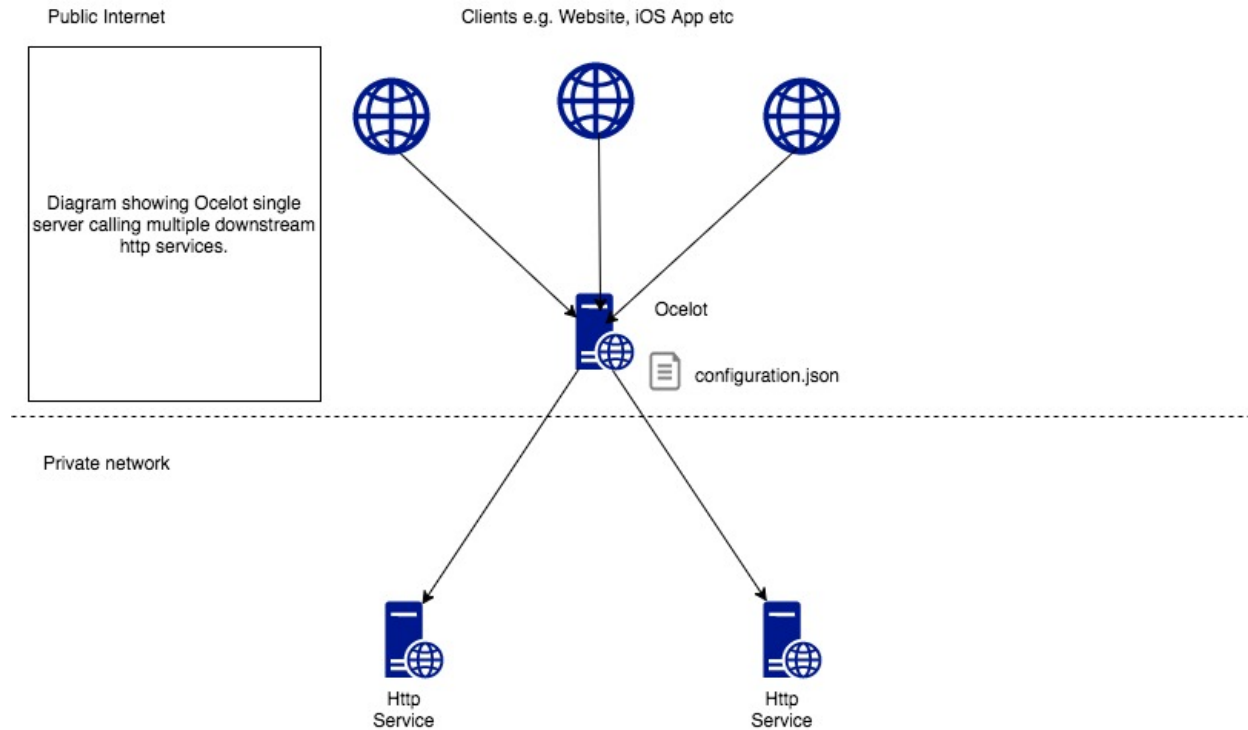 Public Internet
Clients e.g. Website, iOS App etc
Diagram showing Ocelot single
server calling multiple downstream
http services.
Ocelot
configuration.json
Private network
Http
Service
Http
Service